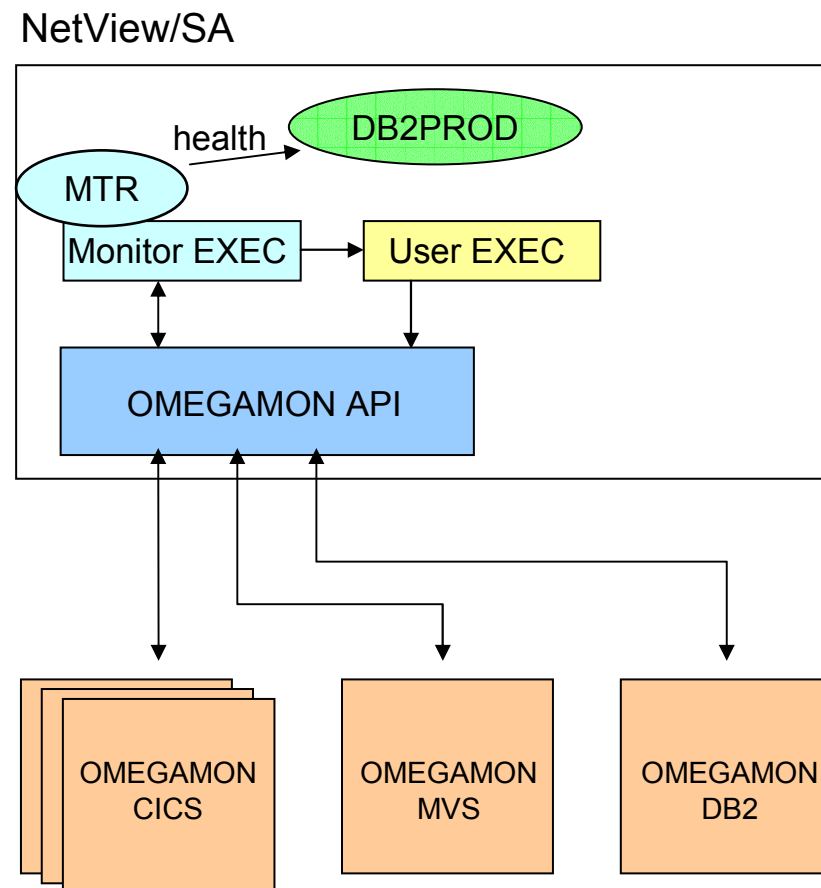 NetView/SA
DB2PROD
health
MTR
Monitor EXEC
User EXEC
OMEGAMON API
OMEGAMON
CICS
OMEGAMON
MVS
OMEGAMON
DB2